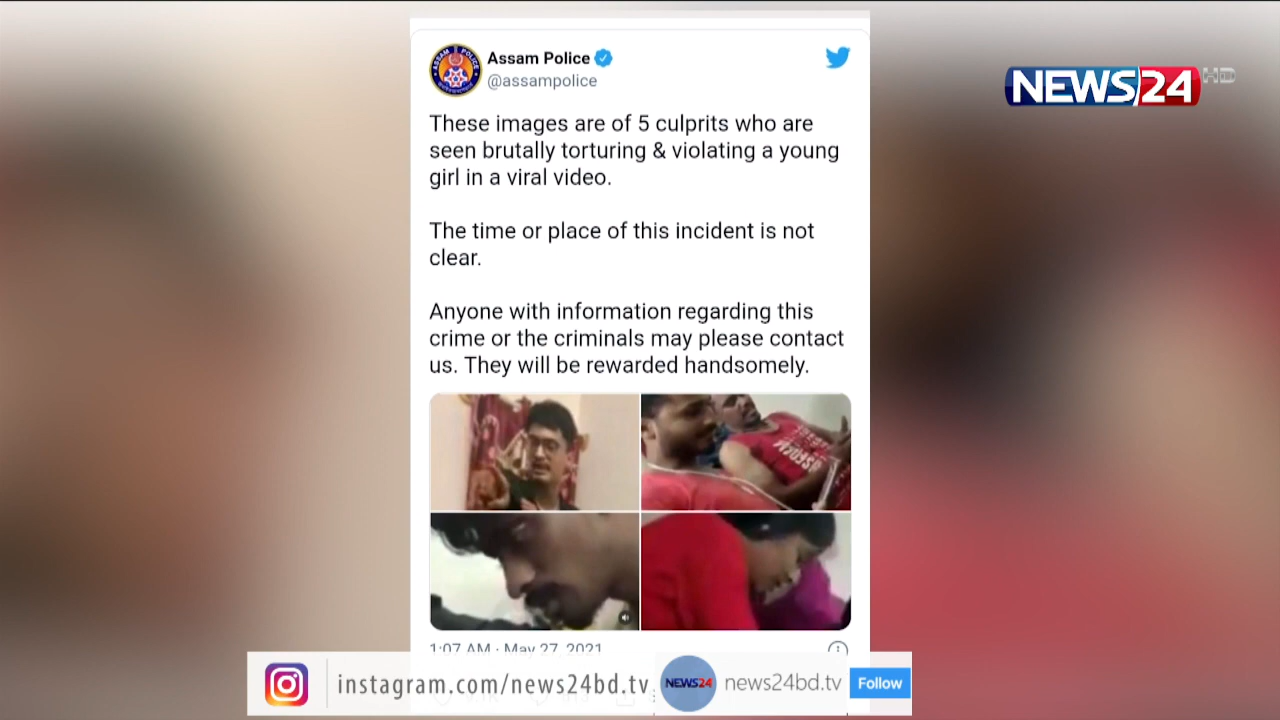 Assam Police
@assampolice
NEWS24 HD
These images are of 5 culprits who are
seen brutally torturing & violating a young
girl in a viral video.
The time or place of this incident is not
clear.
Anyone with information regarding this
crime or the criminals may please contact
us. They will be rewarded handsomely.
1:07 AM · May 27, 2021
instagram.com/news24bd.tv
NEWS24
news24bd.tv
Follow